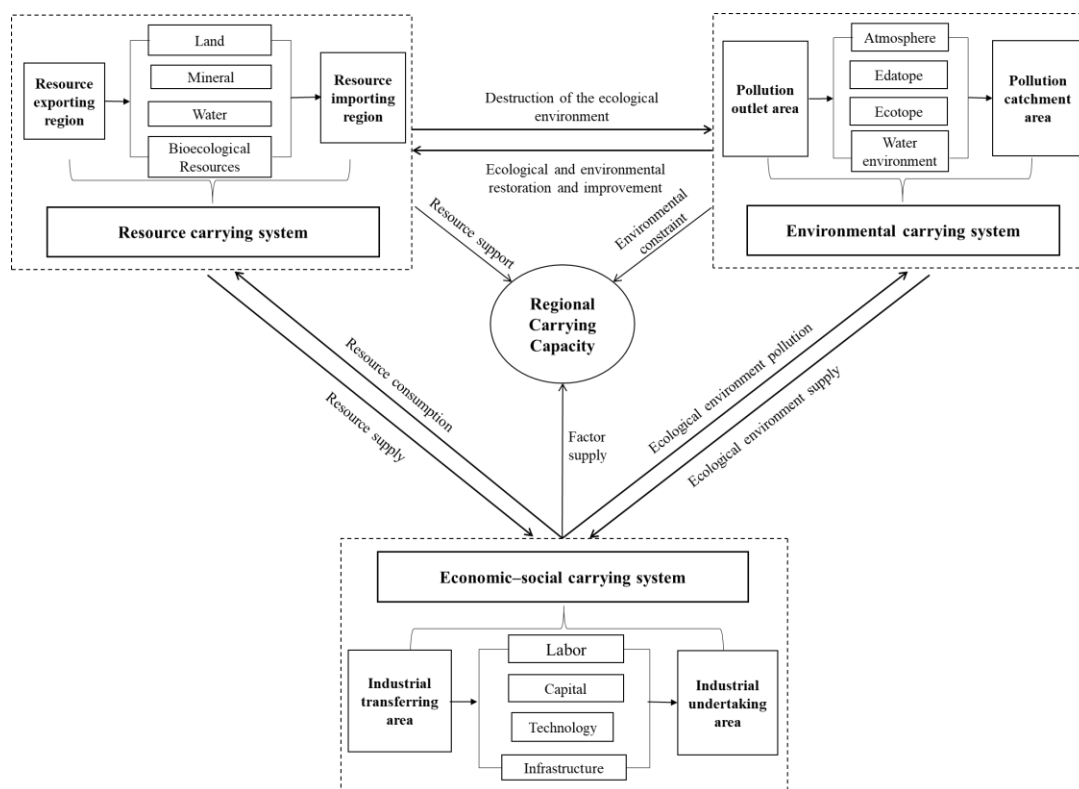 Land
Mineral
Water
Bioecological
Resources
Resource
exporting
region
Resource
importing
region
Resource carrying system
Destruction of the ecological
environment
Ecological and environmental
restoration and improvement
Atmosphere
Edatope
Ecotope
Water
environment
Pollution
outlet area
Pollution
catchment
area
Environmental carrying system
Resource support
Environmental
constraint
Regional
Carrying
Capacity
Resource consumption
Resource supply
Factor
supply
Ecological environment pollution
Ecological environment supply
Economic–social carrying system
Industrial
transferring
area
Labor
Capital
Technology
Infrastructure
Industrial
undertaking
area